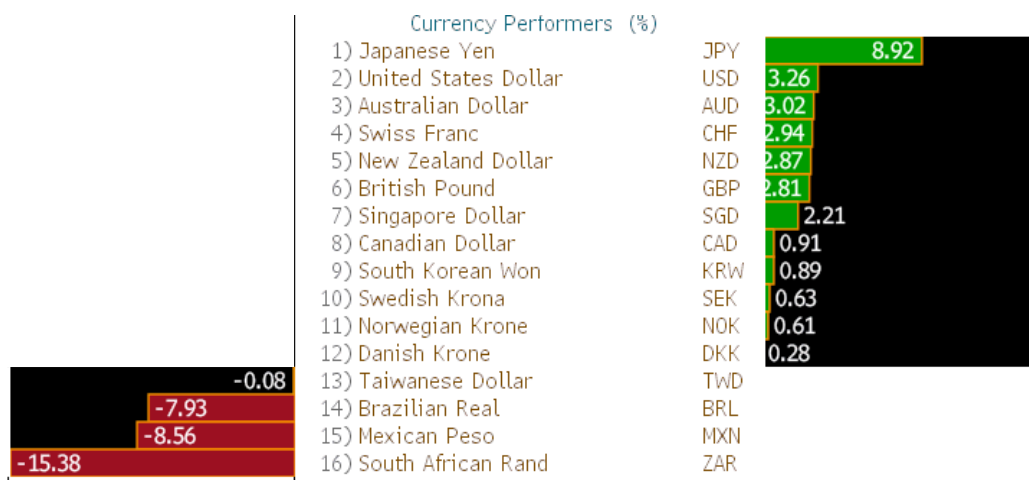 Currency Performers (%)
1) Japanese Yen JPY 8.92
2) United States Dollar USD 3.26
3) Australian Dollar AUD 3.02
4) Swiss Franc CHF 2.94
5) New Zealand Dollar NZD 2.87
6) British Pound GBP 2.81
7) Singapore Dollar SGD 2.21
8) Canadian Dollar CAD 0.91
9) South Korean Won KRW 0.89
10) Swedish Krona SEK 0.63
11) Norwegian Krone NOK 0.61
12) Danish Krone DKK 0.28
-0.08 13) Taiwanese Dollar TWD
-7.93 14) Brazilian Real BRL
-8.56 15) Mexican Peso MXN
-15.38 16) South African Rand ZAR